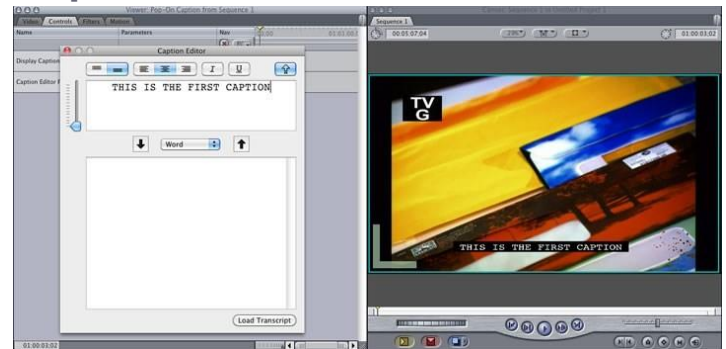 Viewer: Pop-On Caption from Sequence 1
Video Controls Filters Motion
Name Parameters Nav
Display Caption
Caption Editor
Caption Editor
I U
THIS IS THE FIRST CAPTION
Word
Load Transcript
01:00:03;02
Sequence 1
00:05:07;04
01:00:03;02
TV
G
THIS IS THE FIRST CAPTION